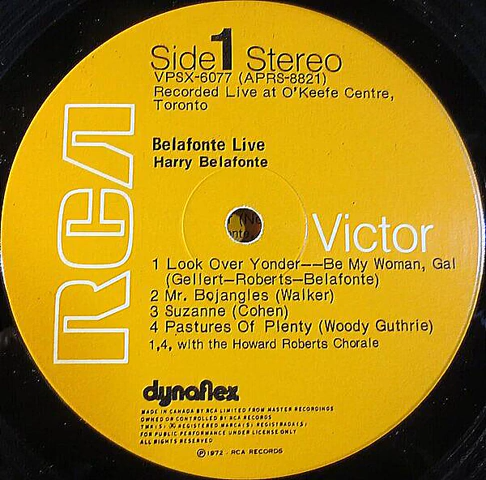 Side 1 Stereo
VPSX-6077 (APRS-8821)
Recorded Live at O'Keefe Centre,
Toronto
Belafonte Live
Harry Belafonte
RCA
Victor
1 Look Over Yonder--Be My Woman, Gal
(Gellert-Roberts-Belafonte)
2 Mr. Bojangles (Walker)
3 Suzanne (Cohen)
4 Pastures Of Plenty (Woody Guthrie)
1,4, with the Howard Roberts Chorale
dynaflex
MADE IN CANADA BY RCA LIMITED FROM MASTER RECORDINGS
OWNED OR CONTROLLED BY RCA RECORDS
TMK(S) ® REGISTERED MARCA(S) REGISTRADA(S)
FOR PUBLIC PERFORMANCE UNDER LICENSE ONLY
ALL RIGHTS RESERVED
℗ 1972 - RCA RECORDS